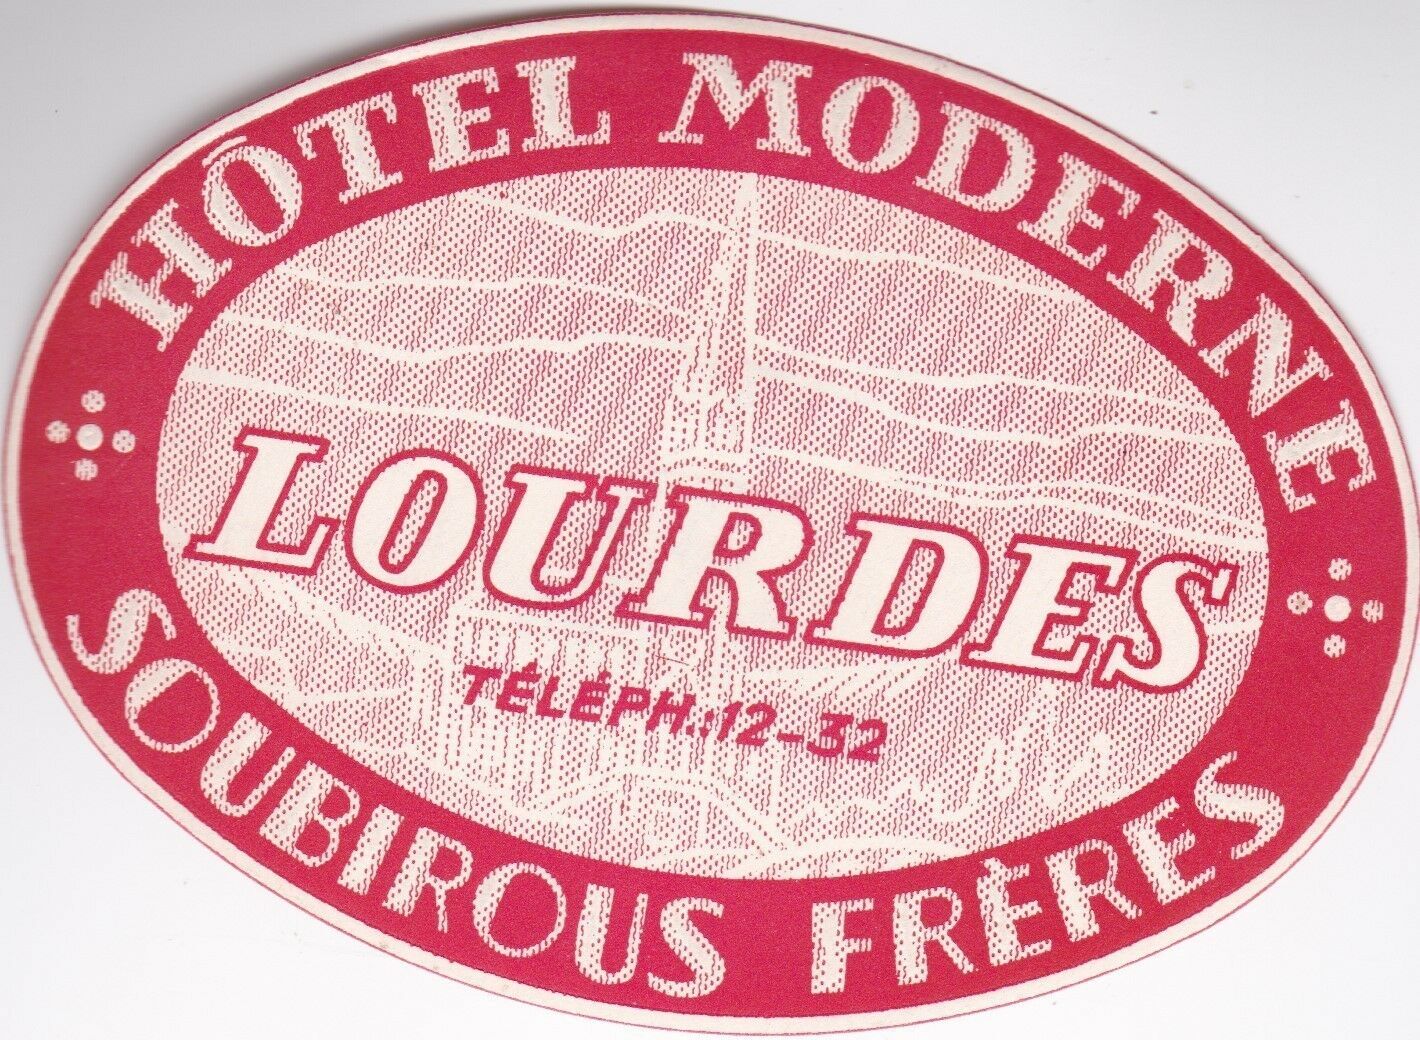 HÔTEL MODERNE
LOURDES
TÉLÉPH.:12-32
SOUBIROUS FRÈRES